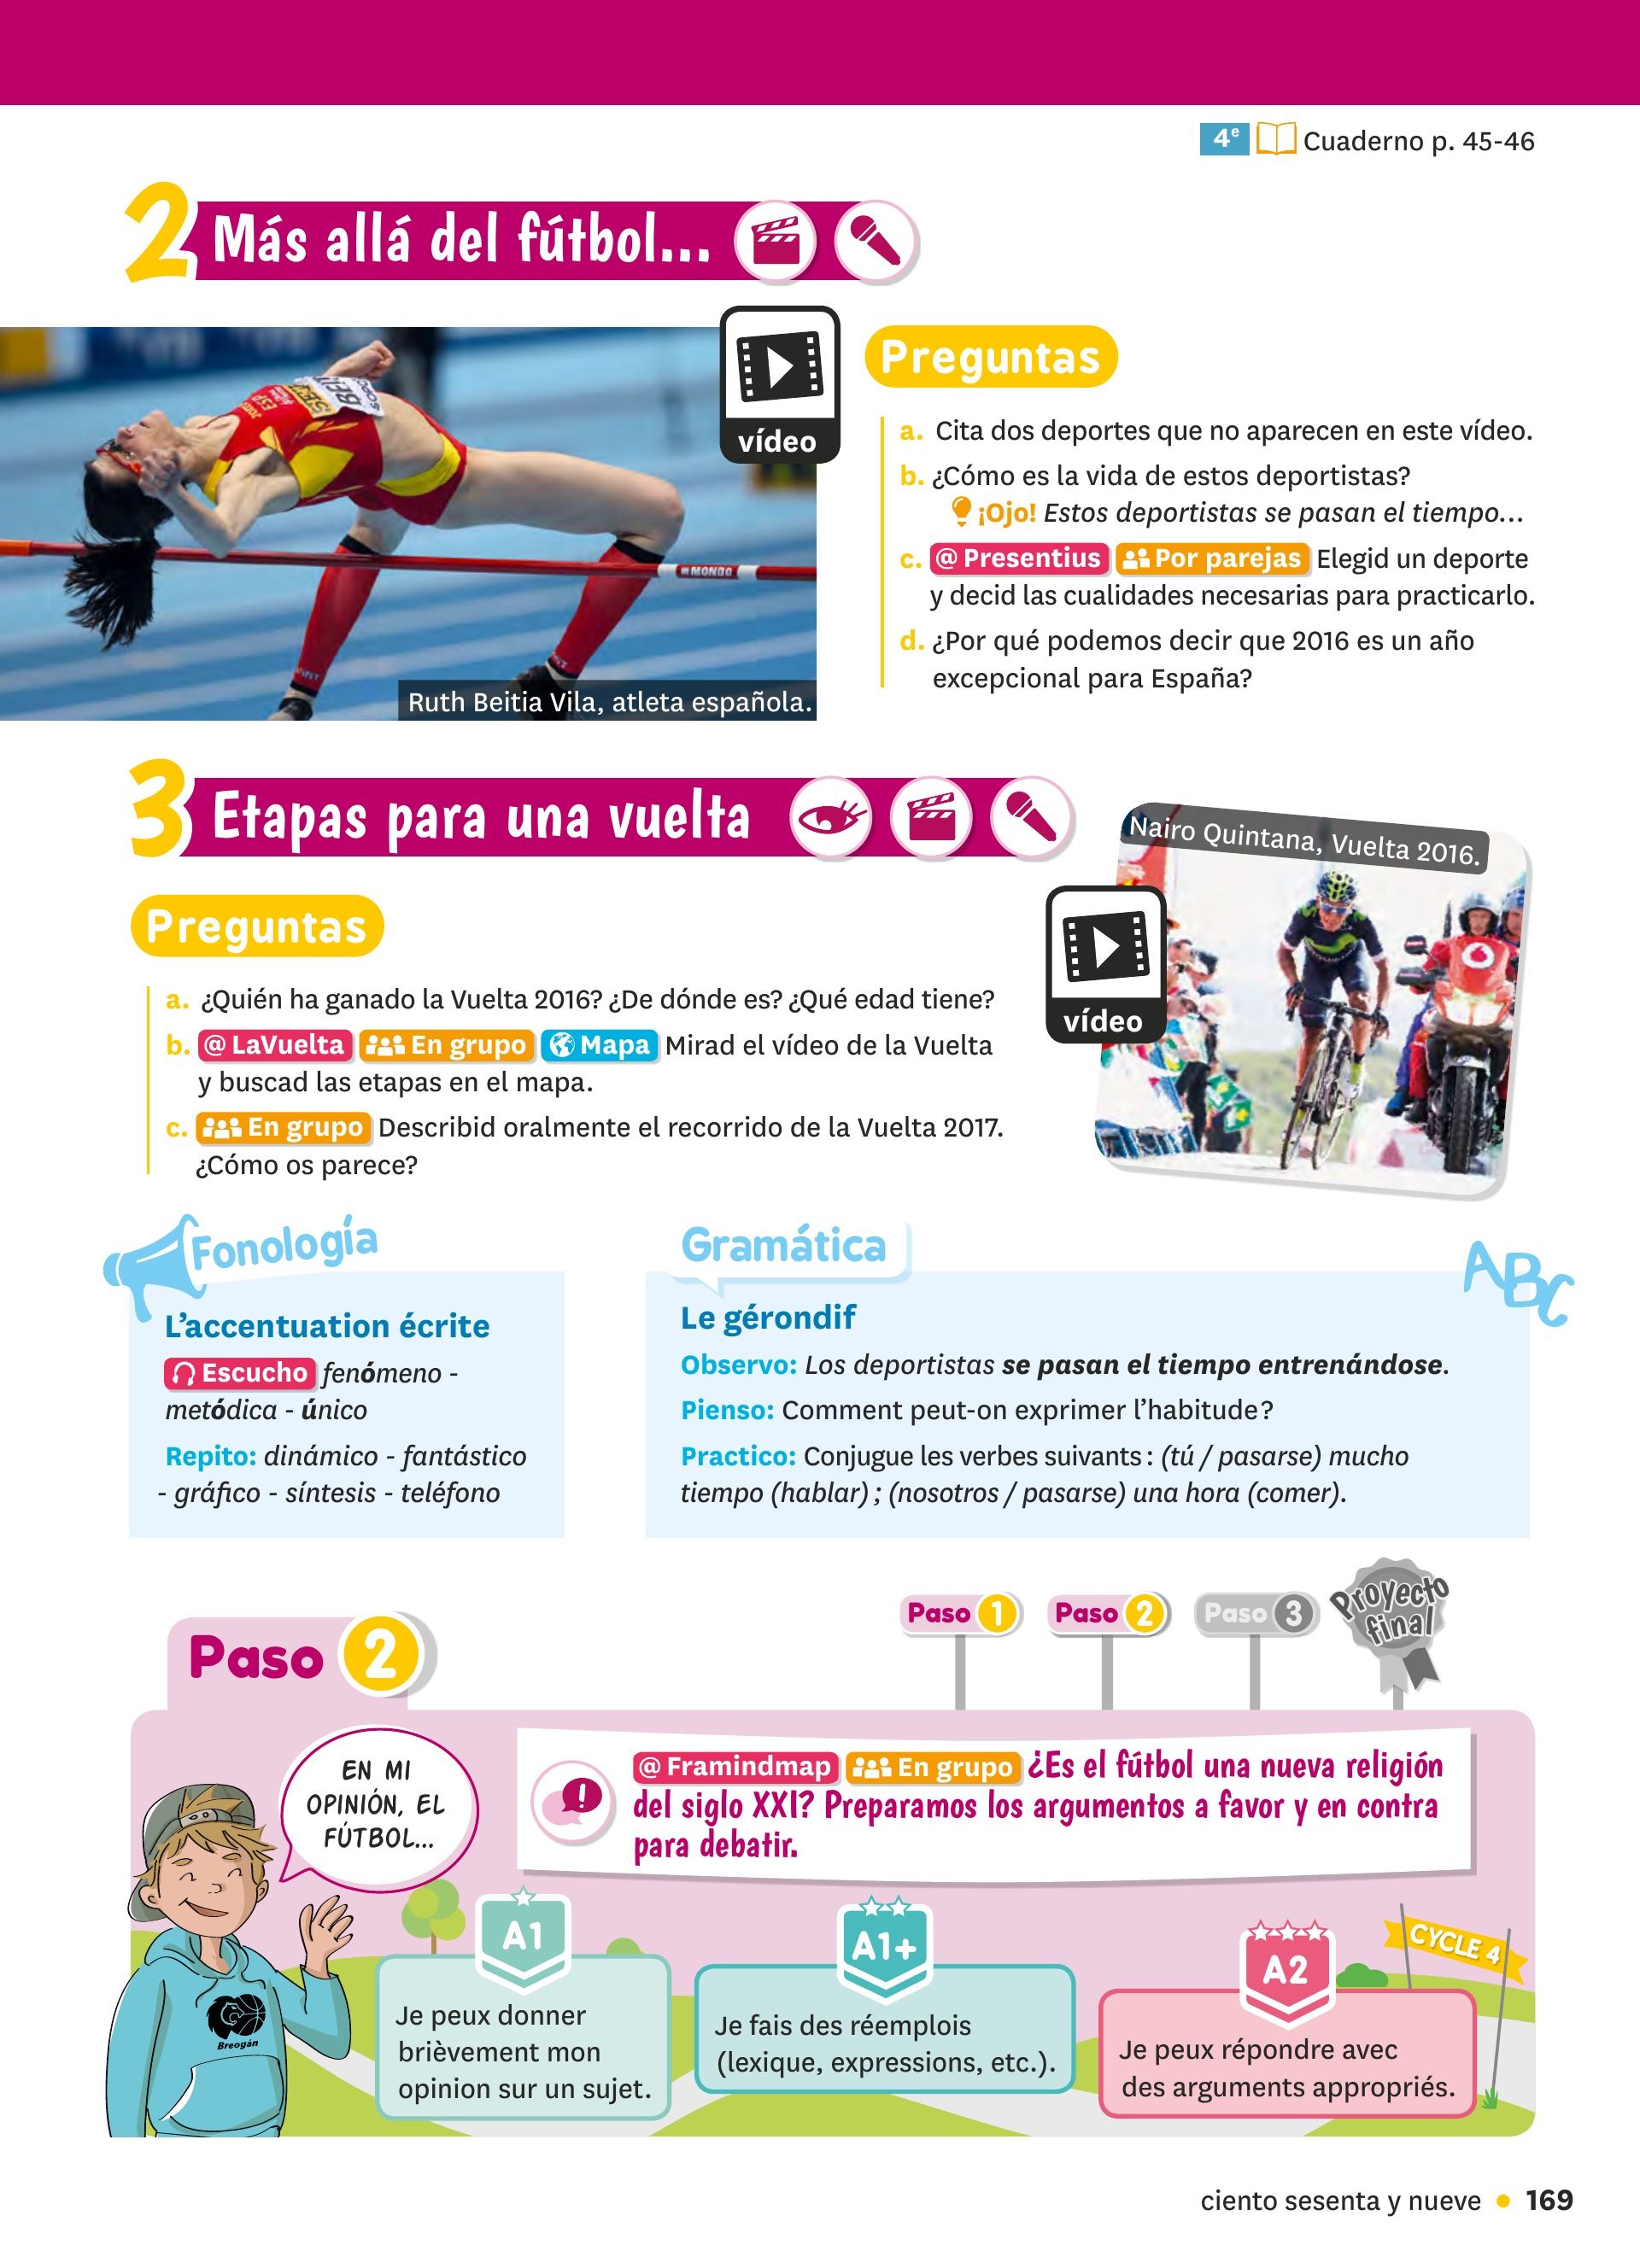 4e Cuaderno p. 45-46
2 Más allá del fútbol...
vídeo
Ruth Beitia Vila, atleta española.
MONDO
Preguntas
a. Cita dos deportes que no aparecen en este vídeo.
b. ¿Cómo es la vida de estos deportistas?
¡Ojo! Estos deportistas se pasan el tiempo...
c. @ Presentius Por parejas Elegid un deporte
y decid las cualidades necesarias para practicarlo.
d. ¿Por qué podemos decir que 2016 es un año
excepcional para España?
3 Etapas para una vuelta
Nairo Quintana, Vuelta 2016.
vídeo
Preguntas
a. ¿Quién ha ganado la Vuelta 2016? ¿De dónde es? ¿Qué edad tiene?
b. @ LaVuelta En grupo Mapa Mirad el vídeo de la Vuelta
y buscad las etapas en el mapa.
c. En grupo Describid oralmente el recorrido de la Vuelta 2017.
¿Cómo os parece?
Fonología
L'accentuation écrite
Escucho fenómeno -
metódica - único
Repito: dinámico - fantástico
- gráfico - síntesis - teléfono
Gramática
ABC
Le gérondif
Observo: Los deportistas se pasan el tiempo entrenándose.
Pienso: Comment peut-on exprimer l'habitude ?
Practico: Conjugue les verbes suivants : (tú / pasarse) mucho
tiempo (hablar) ; (nosotros / pasarse) una hora (comer).
Paso 1
Paso 2
Paso 3
Proyecto
final
Paso 2
EN MI
OPINIÓN, EL
FÚTBOL...
@ Framindmap En grupo ¿Es el fútbol una nueva religión
del siglo XXI? Preparamos los argumentos a favor y en contra
para debatir.
Breogán
A1
Je peux donner
brièvement mon
opinion sur un sujet.
A1+
Je fais des réemplois
(lexique, expressions, etc.).
A2
Je peux répondre avec
des arguments appropriés.
CYCLE 4
ciento sesenta y nueve • 169